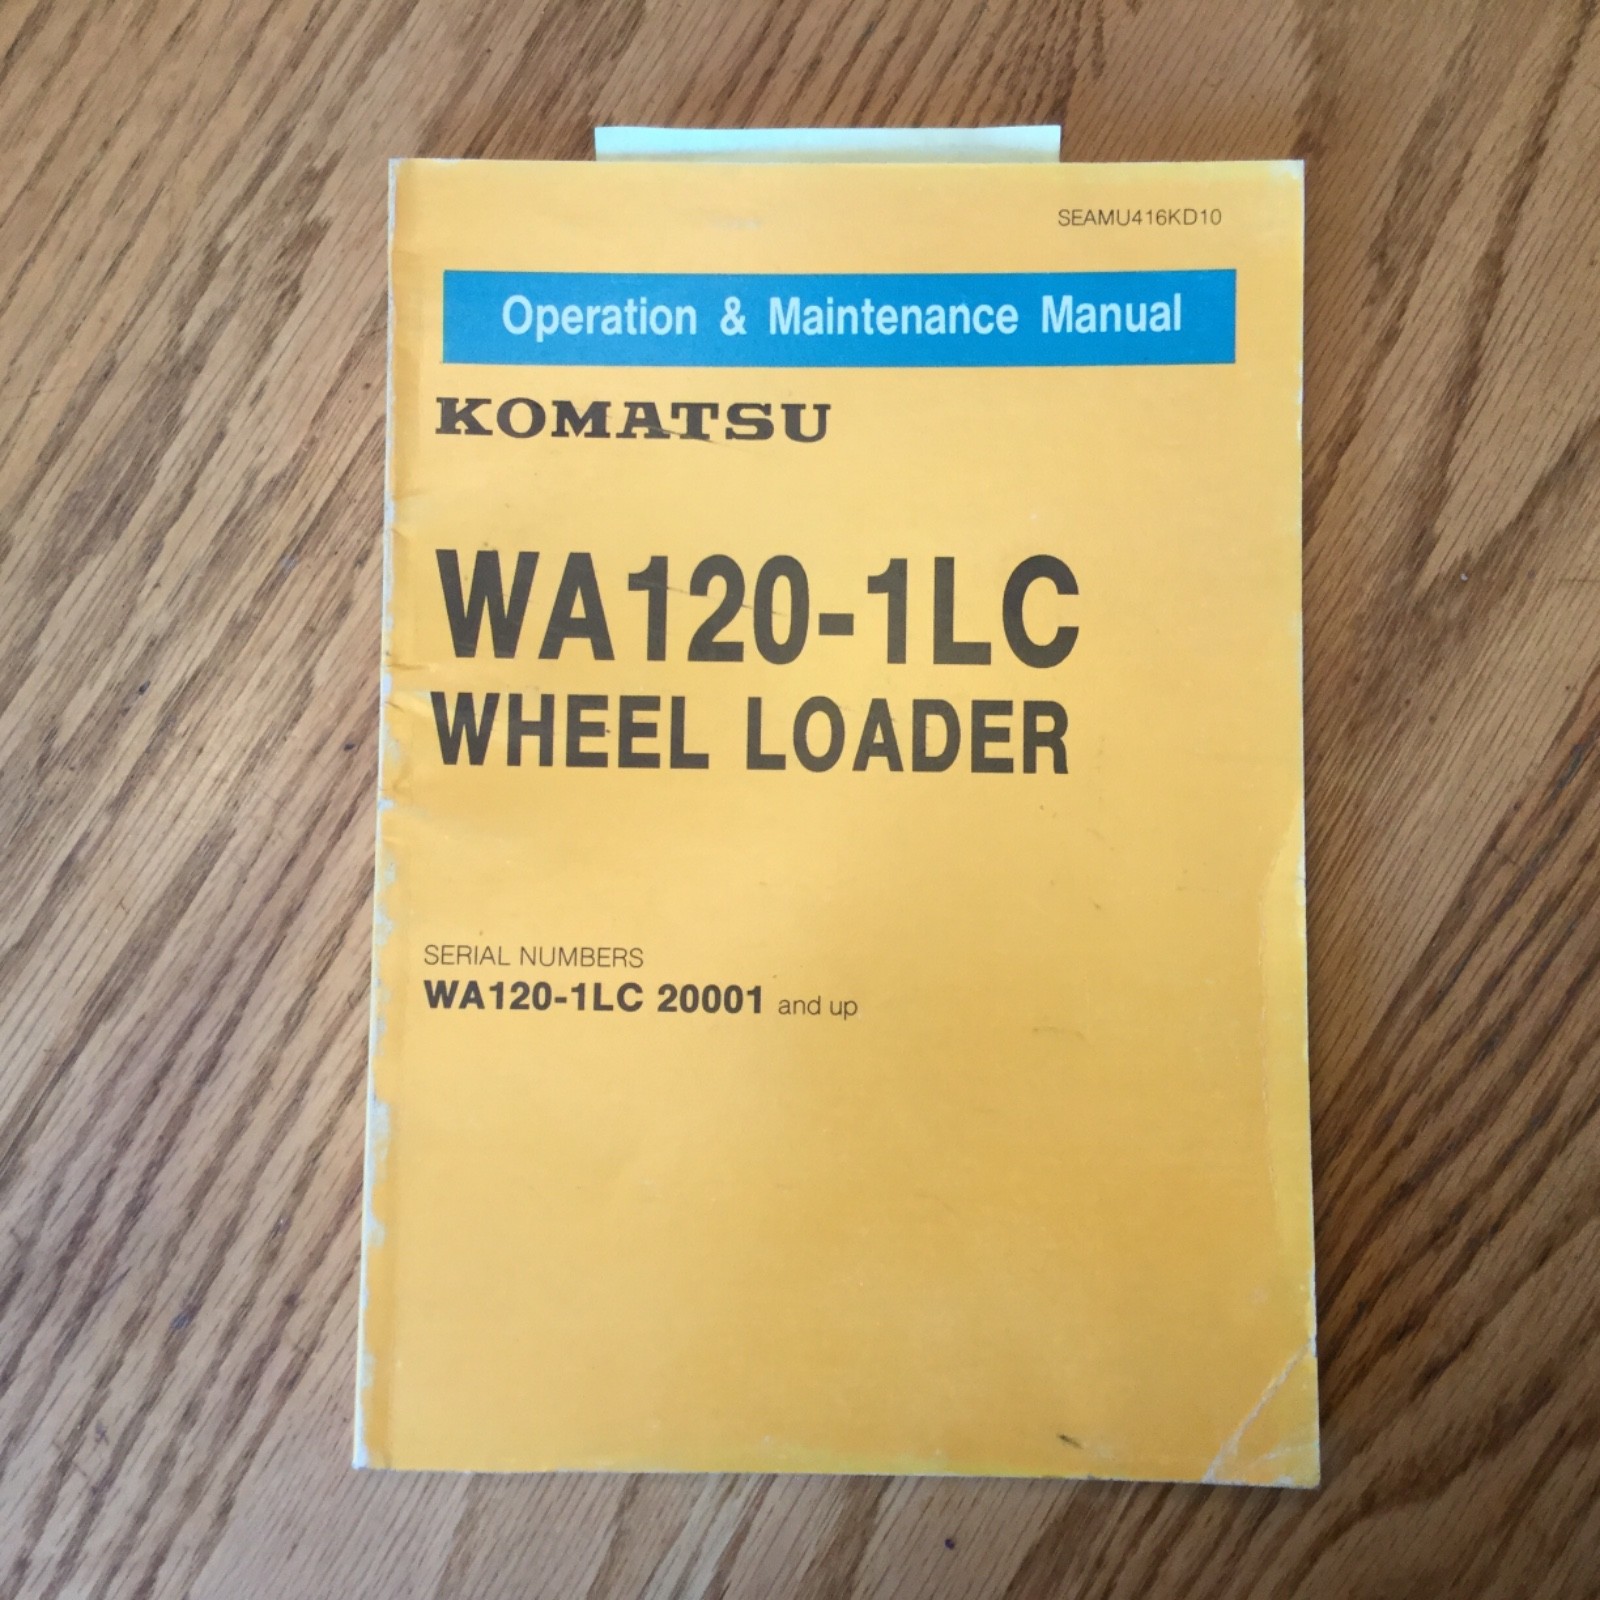 SEAMU416KD10
Operation & Maintenance Manual
KOMATSU
WA120-1LC
WHEEL LOADER
SERIAL NUMBERS
WA120-1LC 20001 and up